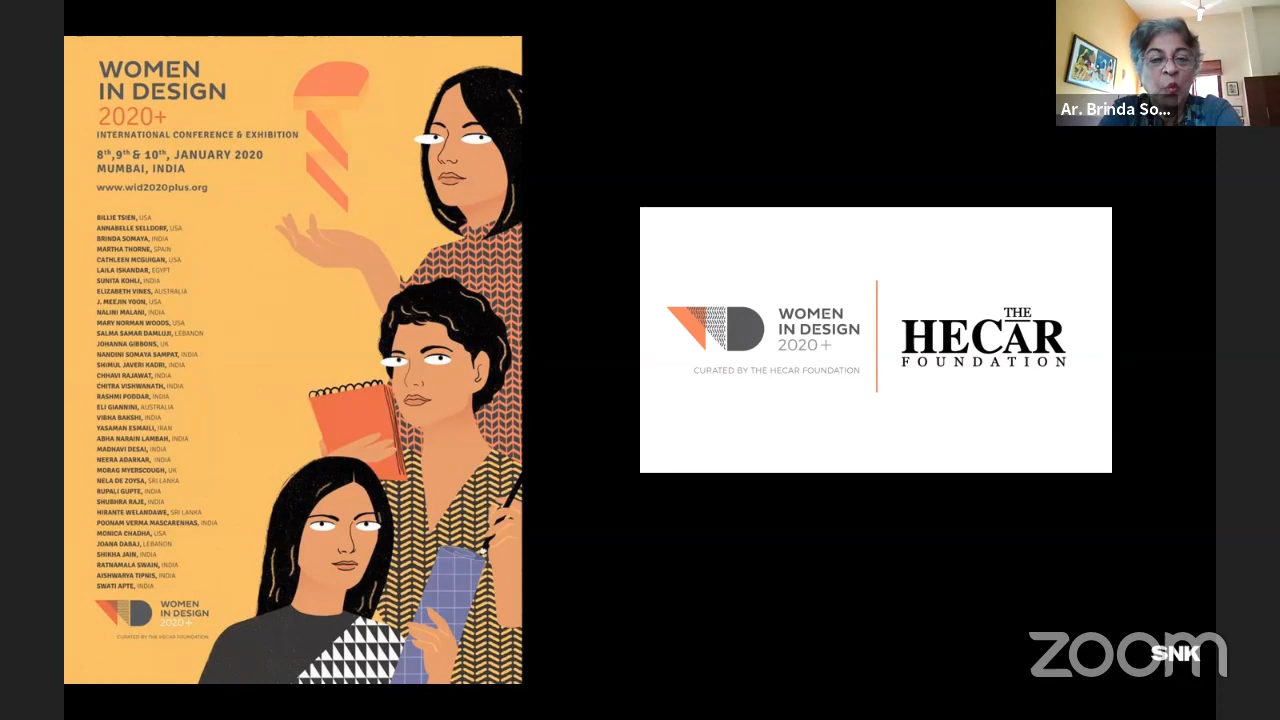 WOMEN
IN DESIGN
2020+
INTERNATIONAL CONFERENCE & EXHIBITION
8th, 9th & 10th, JANUARY 2020
MUMBAI, INDIA
www.wid2020plus.org
BILLIE TSIEN, USA
ANNABELLE SELLDORF, USA
BRINDA SOMAYA, INDIA
MARTHA THORNE, SPAIN
CATHLEEN MCGUIGAN, USA
LAILA ISKANDAR, EGYPT
SUNITA KOHLI, INDIA
ELIZABETH VINES, AUSTRALIA
J. MEEJIN YOON, USA
NALINI MALANI, INDIA
MARY NORMAN WOODS, USA
SALMA SAMAR DAMLUJI, LEBANON
JOHANNA GIBBONS, UK
NANDINI SOMAYA SAMPAT, INDIA
SHIMUL JAVERI KADRI, INDIA
CHHAVI RAJAWAT, INDIA
CHITRA VISHWANATH, INDIA
RASHMI PODDAR, INDIA
ELI GIANNINI, AUSTRALIA
VIBHA BAKSHI, INDIA
YASAMAN ESMAILI, IRAN
ABHA NARAIN LAMBAH, INDIA
MADHAVI DESAI, INDIA
NEERA ADARKAR, INDIA
MORAG MYERSCOUGH, UK
NELA DE ZOYSA, SRI LANKA
RUPALI GUPTE, INDIA
SHUBHRA RAJE, INDIA
HIRANTE WELANDAWE, SRI LANKA
POONAM VERMA MASCARENHAS, INDIA
MONICA CHADHA, USA
JOANA DABAJ, LEBANON
SHIKHA JAIN, INDIA
RATNAMALA SWAIN, INDIA
AISHWARYA TIPNIS, INDIA
SWATI APTE, INDIA
WOMEN
IN DESIGN
2020+
CURATED BY THE HECAR FOUNDATION
WOMEN
IN DESIGN
2020+
CURATED BY THE HECAR FOUNDATION
THE
HECAR
FOUNDATION
Ar. Brinda So...
zoom
SNK